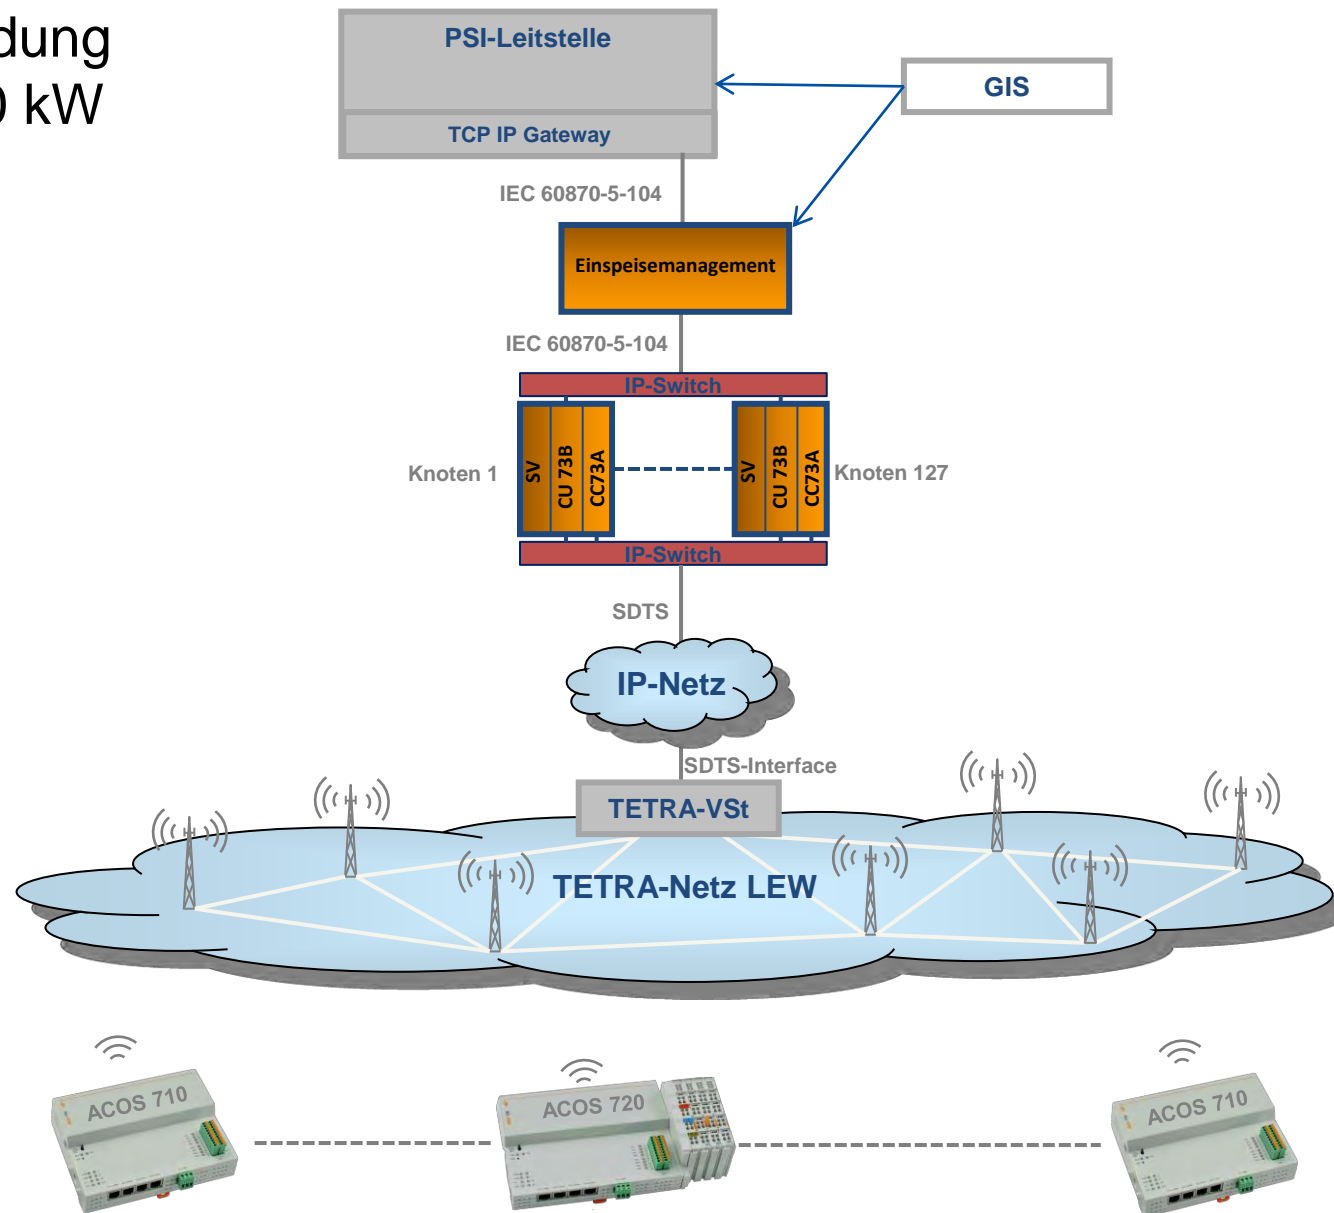 dung
0 kW
PSI-Leitstelle
GIS
TCP IP Gateway
IEC 60870-5-104
Einspeisemanagement
IEC 60870-5-104
IP-Switch
Knoten 1
SV
CU 73B
CC73A
SV
CU 73B
CC73A
Knoten 127
IP-Switch
SDTS
IP-Netz
SDTS-Interface
TETRA-VSt
TETRA-Netz LEW
ACOS 710
ACOS 720
ACOS 710